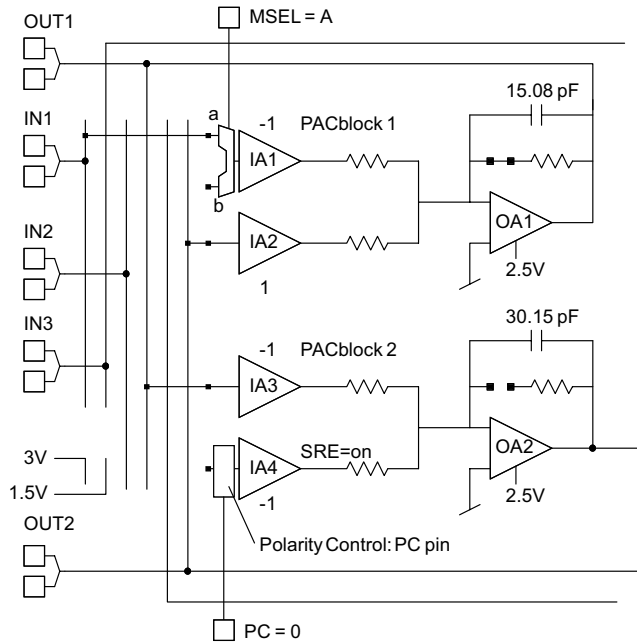 OUT1
MSEL = A
15.08 pF
IN1
a
-1
PACblock 1
IA1
b
IN2
IA2
OA1
1
2.5V
IN3
-1
PACblock 2
30.15 pF
IA3
3V
SRE=on
IA4
OA2
1.5V
-1
2.5V
OUT2
Polarity Control: PC pin
PC = 0